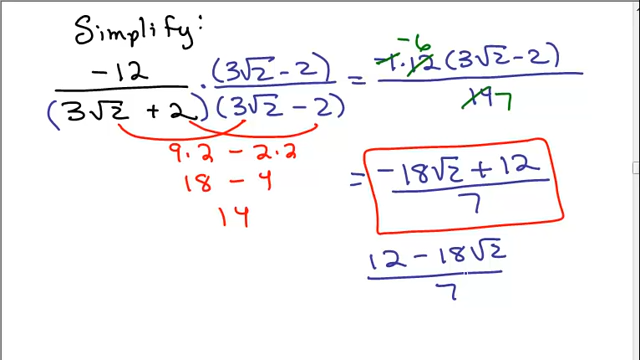 Simplify:
-12/(3√2 + 2) · (3√2 - 2)/(3√2 - 2) = -1·12(3√2 - 2)/14
-6
7
9·2 - 2·2
18 - 4
14
= (-18√2 + 12)/7
(12 - 18√2)/7